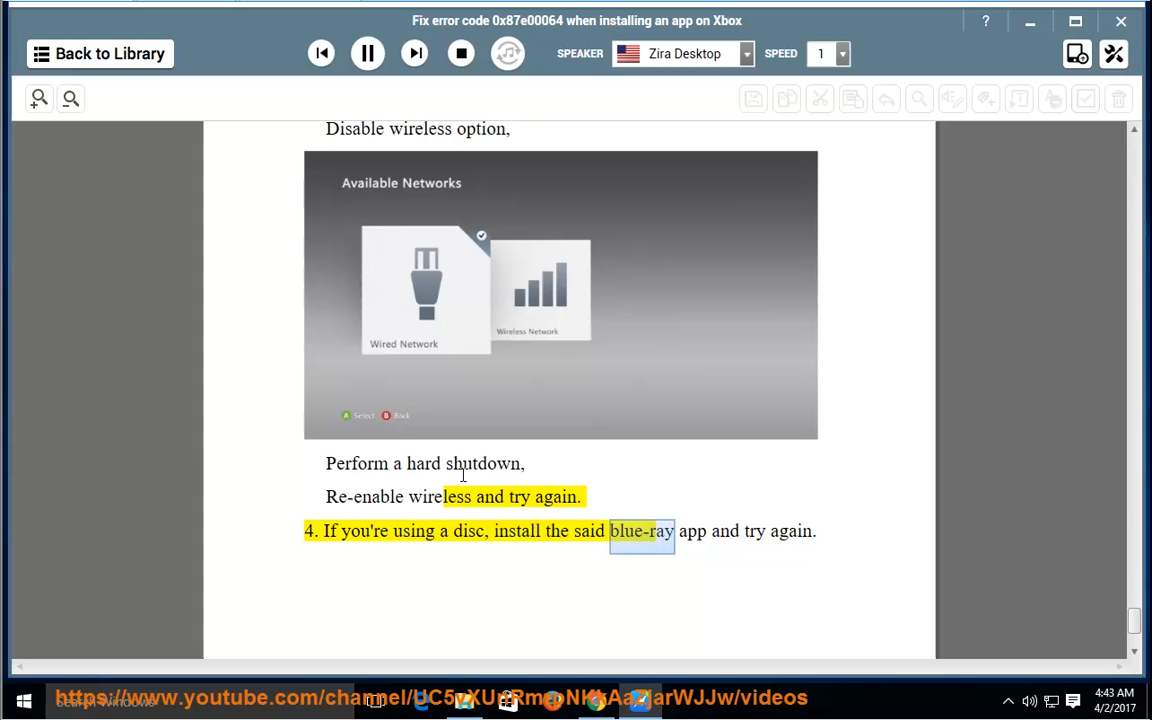 Fix error code 0x87e00064 when installing an app on Xbox
Back to Library
SPEAKER
Zira Desktop
SPEED
1
Disable wireless option,
Available Networks
Wired Network
Wireless Network
A Select B Back
Perform a hard shutdown,
Re-enable wireless and try again.
4. If you're using a disc, install the said blue-ray app and try again.
4:43 AM
4/2/2017